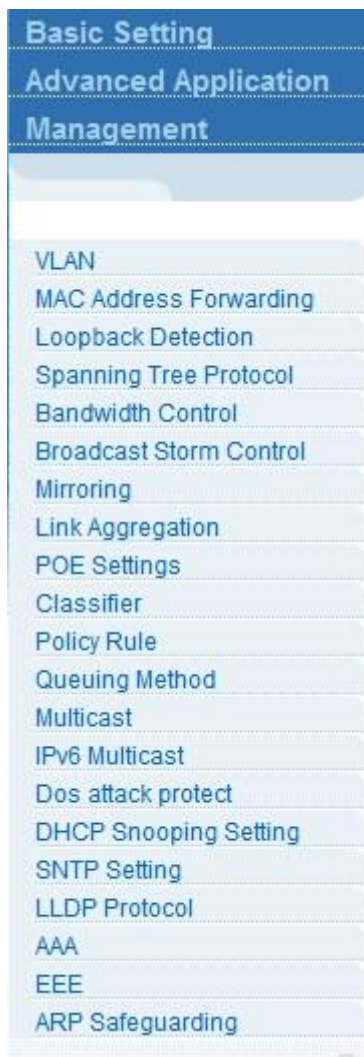 Basic Setting
Advanced Application
Management
VLAN
MAC Address Forwarding
Loopback Detection
Spanning Tree Protocol
Bandwidth Control
Broadcast Storm Control
Mirroring
Link Aggregation
POE Settings
Classifier
Policy Rule
Queuing Method
Multicast
IPv6 Multicast
Dos attack protect
DHCP Snooping Setting
SNTP Setting
LLDP Protocol
AAA
EEE
ARP Safeguarding